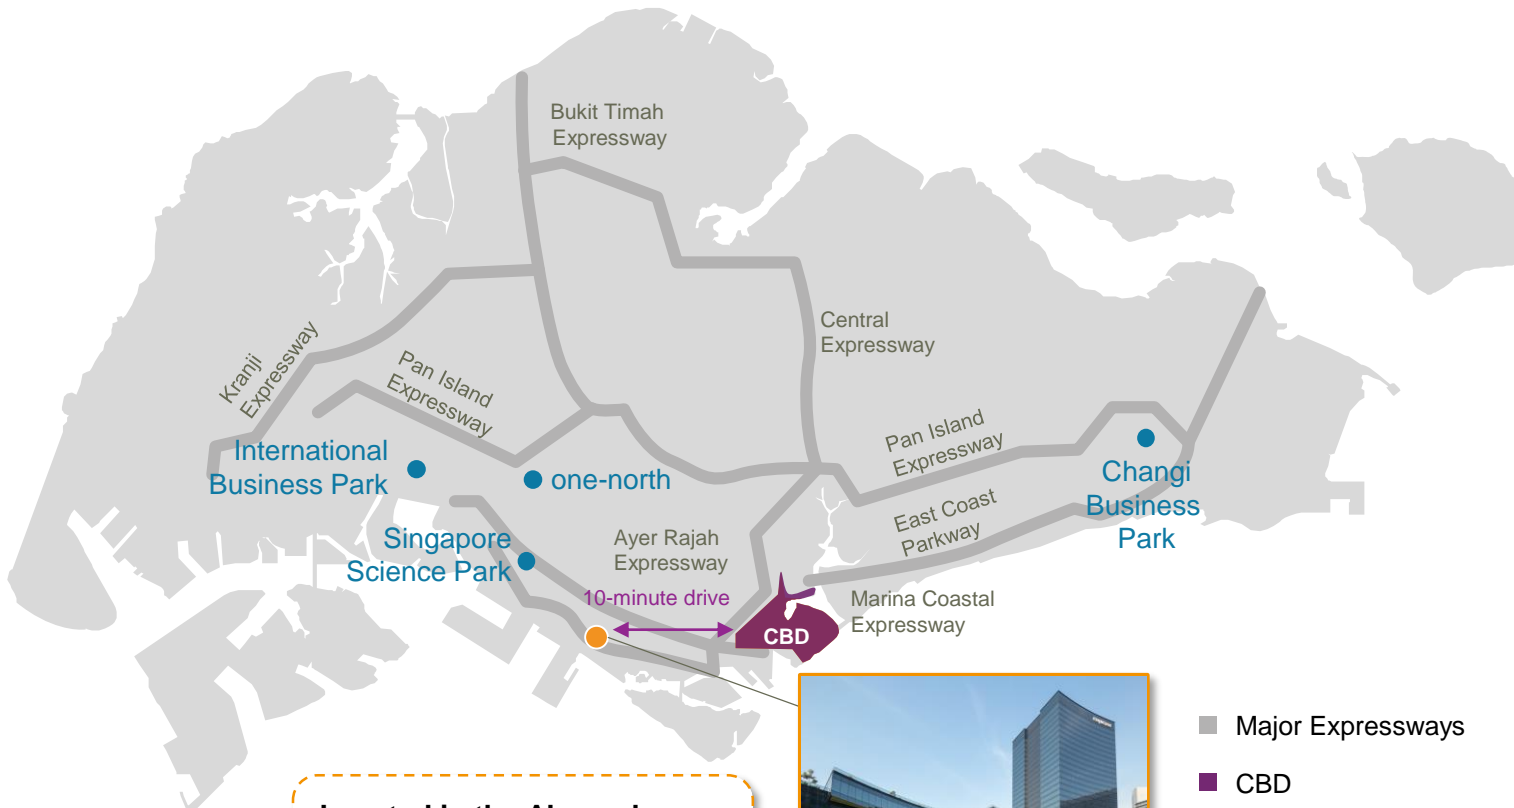 Bukit Timah
Expressway
Central
Expressway
Kranji
Expressway
Pan Island
Expressway
Pan Island
Expressway
International
Business Park
one-north
Changi
Business
Park
East Coast
Parkway
Singapore
Science Park
Ayer Rajah
Expressway
10-minute drive
Marina Coastal
Expressway
CBD
Major Expressways
CBD